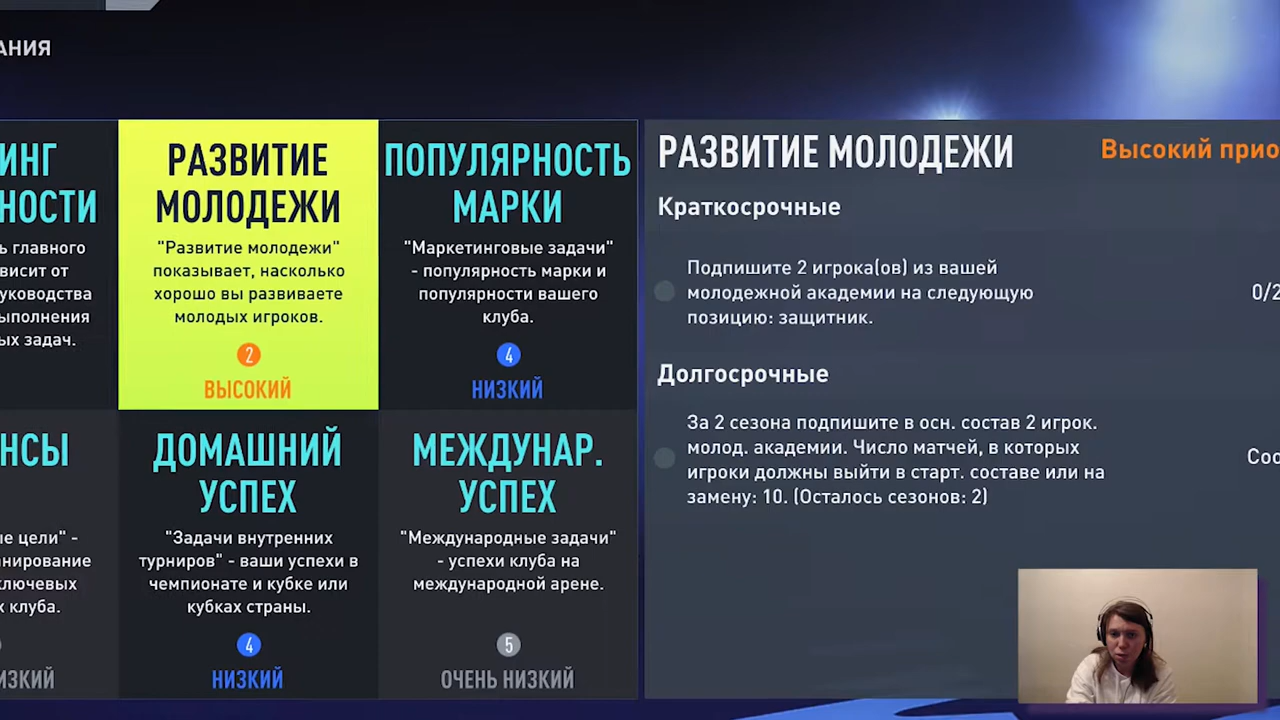 АНИЯ
ИНГ
НОСТИ
ь главного
висит от
уководства
ыполнения
ых задач.
РАЗВИТИЕ
МОЛОДЕЖИ
"Развитие молодежи"
показывает, насколько
хорошо вы развиваете
молодых игроков.
2
ВЫСОКИЙ
ПОПУЛЯРНОСТЬ
МАРКИ
"Маркетинговые задачи"
- популярность марки и
популярности вашего
клуба.
4
НИЗКИЙ
НСЫ
ые цели" -
анирование
ключевых
х клуба.
ИЗКИЙ
ДОМАШНИЙ
УСПЕХ
"Задачи внутренних
турниров" - ваши успехи в
чемпионате и кубке или
кубках страны.
4
НИЗКИЙ
МЕЖДУНАР.
УСПЕХ
"Международные задачи"
- успехи клуба на
международной арене.
5
ОЧЕНЬ НИЗКИЙ
РАЗВИТИЕ МОЛОДЕЖИ
Высокий прио
Краткосрочные
Подпишите 2 игрока(ов) из вашей
молодежной академии на следующую
позицию: защитник.
0/2
Долгосрочные
За 2 сезона подпишите в осн. состав 2 игрок.
молод. академии. Число матчей, в которых
игроки должны выйти в старт. составе или на
замену: 10. (Осталось сезонов: 2)
Соо